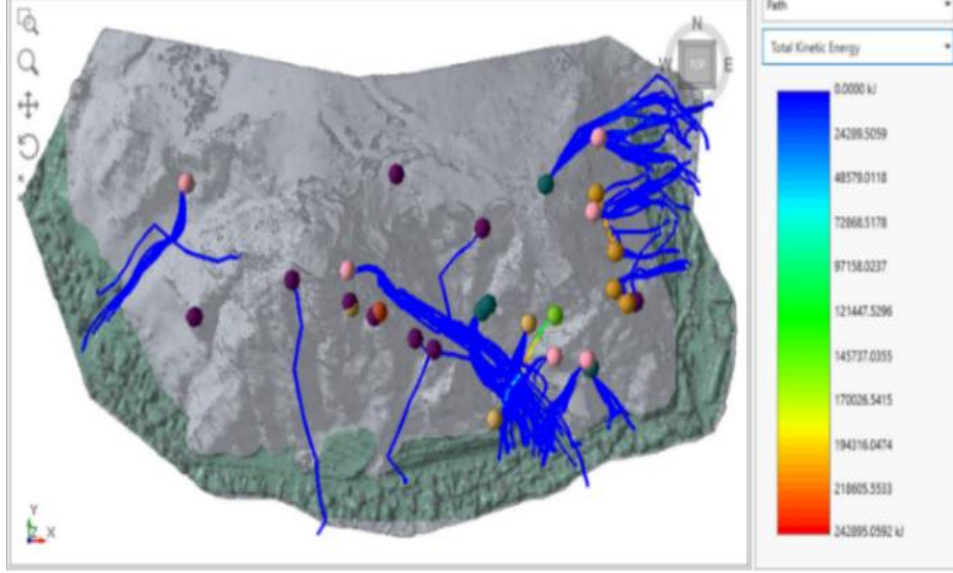 Path
Total Kinetic Energy
N
W
TOP
E
0.0000 kJ
24289.5059
48579.0118
72868.5178
97158.0237
121447.5296
145737.0355
170026.5415
194316.0474
218605.5533
242895.0592 kJ
Y
Z X